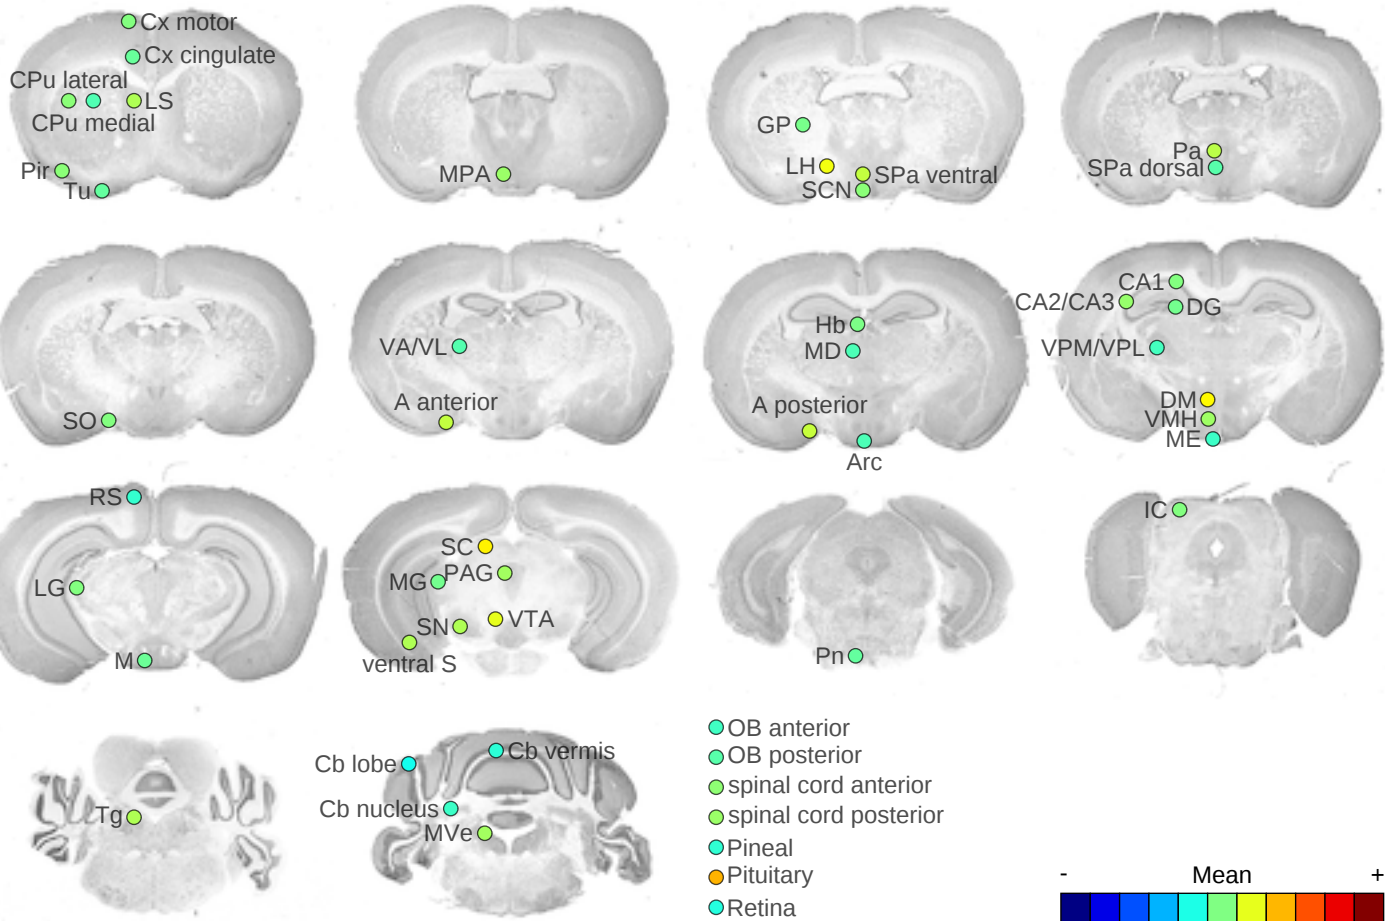 Cx motor
Cx cingulate
CPu lateral
LS
CPu medial
Pir
Tu
MPA
GP
LH
SPa ventral
SCN
Pa
SPa dorsal
SO
VA/VL
A anterior
Hb
MD
A posterior
Arc
CA1
CA2/CA3
DG
VPM/VPL
DM
VMH
ME
RS
LG
M
SC
PAG
MG
VTA
SN
ventral S
Pn
IC
Tg
Cb vermis
Cb lobe
Cb nucleus
MVe
OB anterior
OB posterior
spinal cord anterior
spinal cord posterior
Pineal
Pituitary
Retina
- Mean +